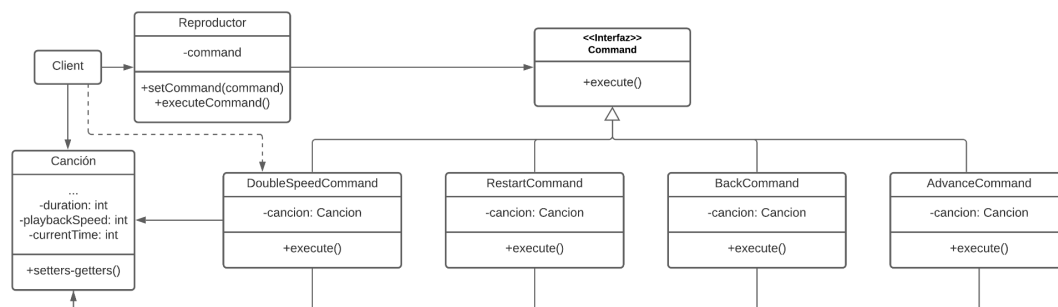 Reproductor
-command
+setCommand(command)
+executeCommand()
<<Interfaz>>
Command
+execute()
Client
Canción
...
-duration: int
-playbackSpeed: int
-currentTime: int
+setters-getters()
DoubleSpeedCommand
-cancion: Cancion
+execute()
RestartCommand
-cancion: Cancion
+execute()
BackCommand
-cancion: Cancion
+execute()
AdvanceCommand
-cancion: Cancion
+execute()